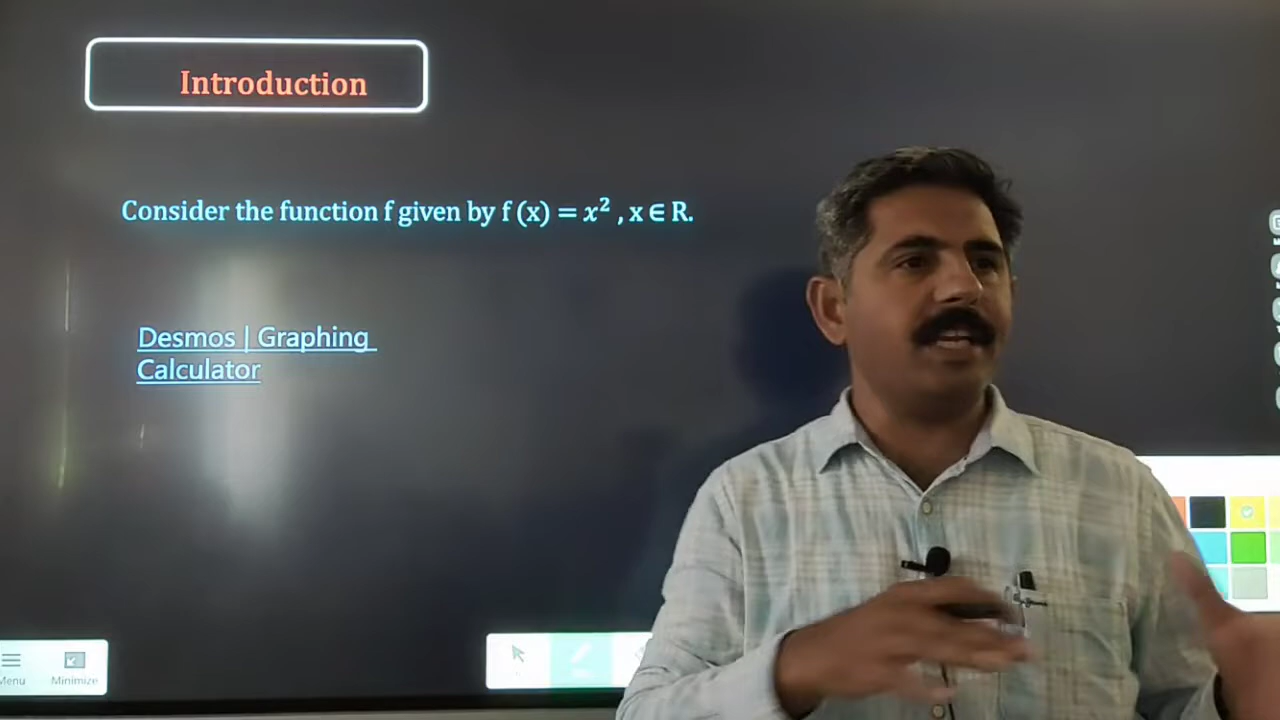 Introduction
Consider the function f given by f (x) = x² , x ∈ R.
Desmos | Graphing
Calculator
Menu
Minimize